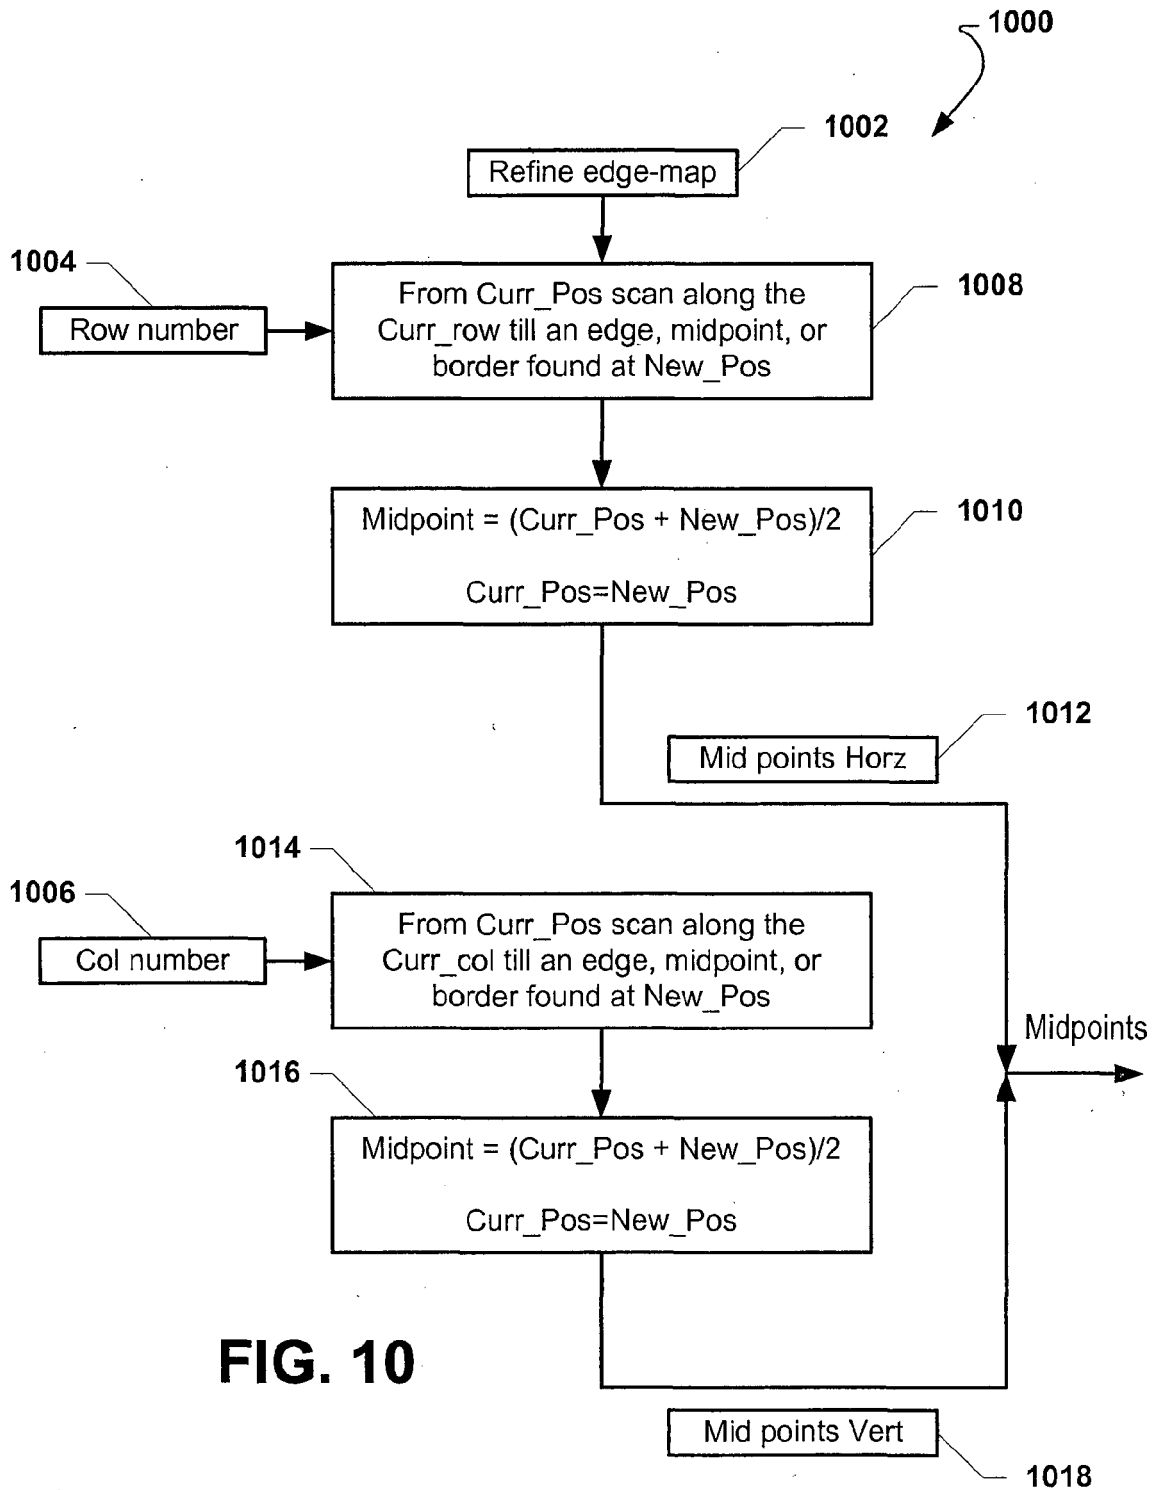 1000
1002
Refine edge-map
1004
Row number
1008
From Curr_Pos scan along the
Curr_row till an edge, midpoint, or
border found at New_Pos
1010
Midpoint = (Curr_Pos + New_Pos)/2
Curr_Pos=New_Pos
1012
Mid points Horz
1014
1006
From Curr_Pos scan along the
Curr_col till an edge, midpoint, or
border found at New_Pos
Col number
Midpoints
1016
Midpoint = (Curr_Pos + New_Pos)/2
Curr_Pos=New_Pos
FIG. 10
Mid points Vert
1018